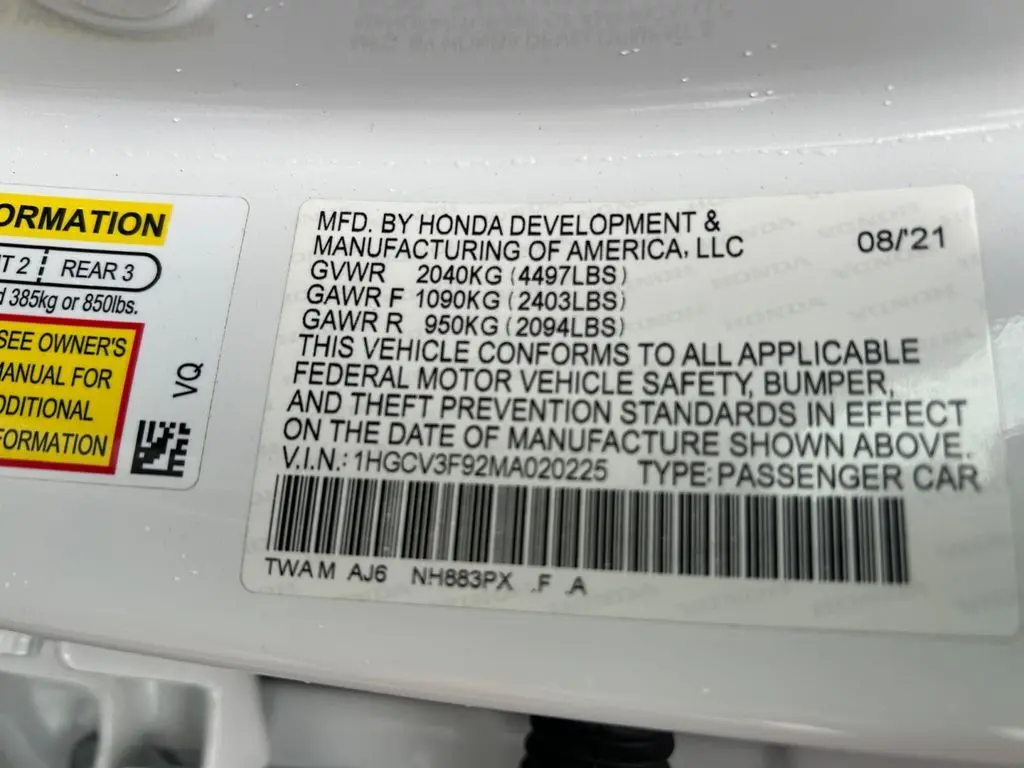 ORMATION
T 2 | REAR 3
d 385kg or 850lbs.
SEE OWNER'S
MANUAL FOR
DDITIONAL
FORMATION
VQ
MFD. BY HONDA DEVELOPMENT &
MANUFACTURING OF AMERICA, LLC 08/'21
GVWR 2040KG (4497LBS)
GAWR F 1090KG (2403LBS)
GAWR R 950KG (2094LBS)
THIS VEHICLE CONFORMS TO ALL APPLICABLE
FEDERAL MOTOR VEHICLE SAFETY, BUMPER,
AND THEFT PREVENTION STANDARDS IN EFFECT
ON THE DATE OF MANUFACTURE SHOWN ABOVE.
V.I.N.: 1HGCV3F92MA020225 TYPE: PASSENGER CAR
TWA M AJ6 NH883PX .F .A